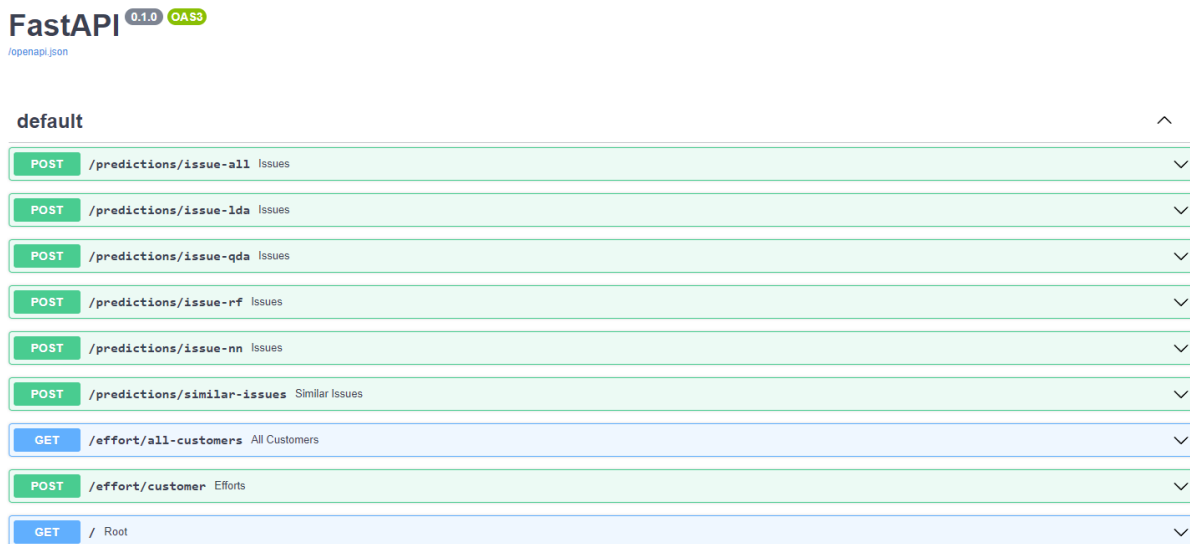 FastAPI 0.1.0 OAS3
/openapi.json
default
POST /predictions/issue-all Issues
POST /predictions/issue-lda Issues
POST /predictions/issue-qda Issues
POST /predictions/issue-rf Issues
POST /predictions/issue-nn Issues
POST /predictions/similar-issues Similar Issues
GET /effort/all-customers All Customers
POST /effort/customer Efforts
GET / Root